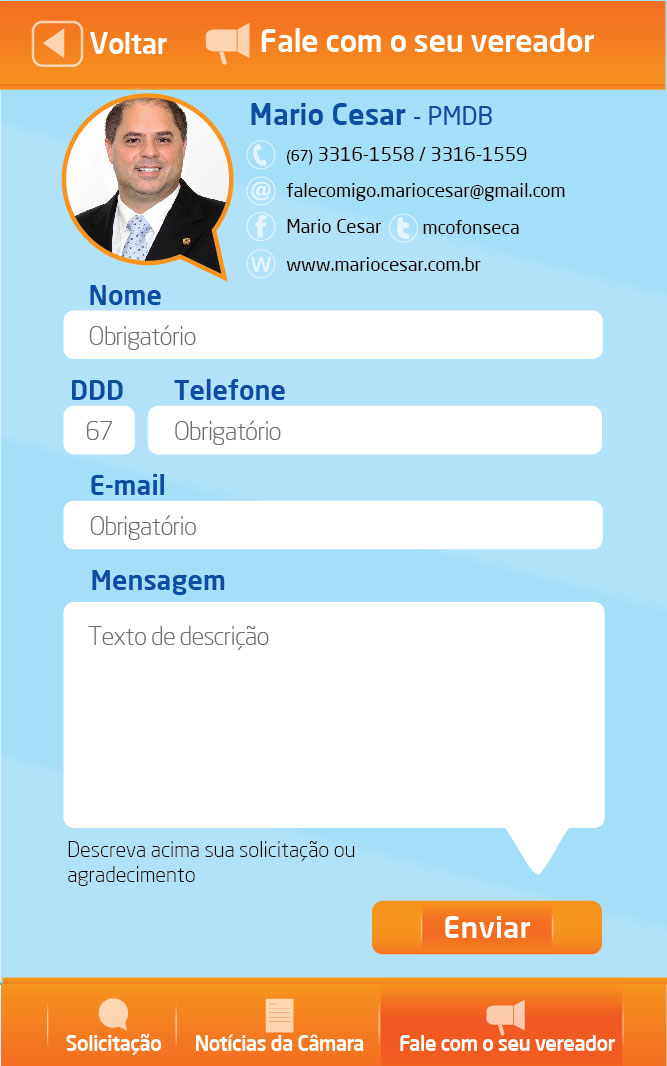 Voltar
Fale com o seu vereador
Mario Cesar - PMDB
(67) 3316-1558 / 3316-1559
@ falecomigo.mariocesar@gmail.com
f Mario Cesar t mcofonseca
W www.mariocesar.com.br
Nome
Obrigatório
DDD Telefone
67 Obrigatório
E-mail
Obrigatório
Mensagem
Texto de descrição
Descreva acima sua solicitação ou
agradecimento
Enviar
Solicitação Notícias da Câmara Fale com o seu vereador